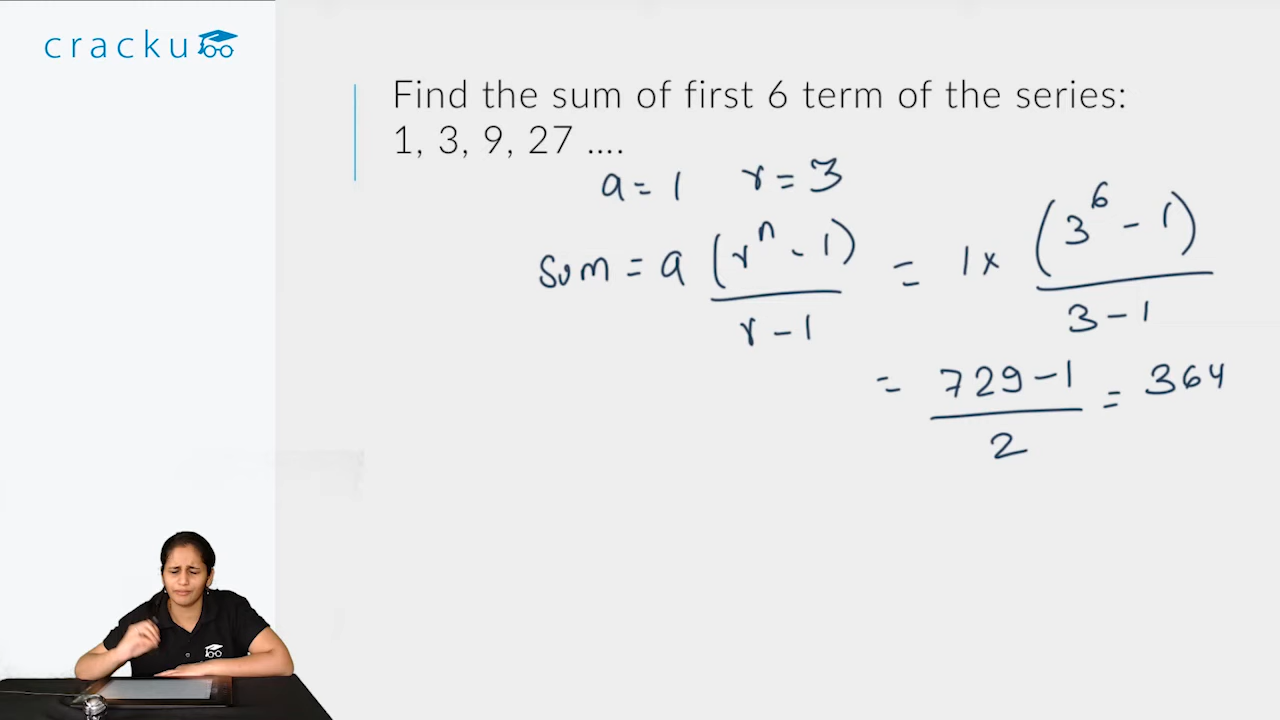 cracku
Find the sum of first 6 term of the series:
1, 3, 9, 27 ....
a = 1 r = 3
Sum = a (r^n - 1) / r - 1 = 1 x (3^6 - 1) / 3 - 1
= 729 - 1 / 2 = 364